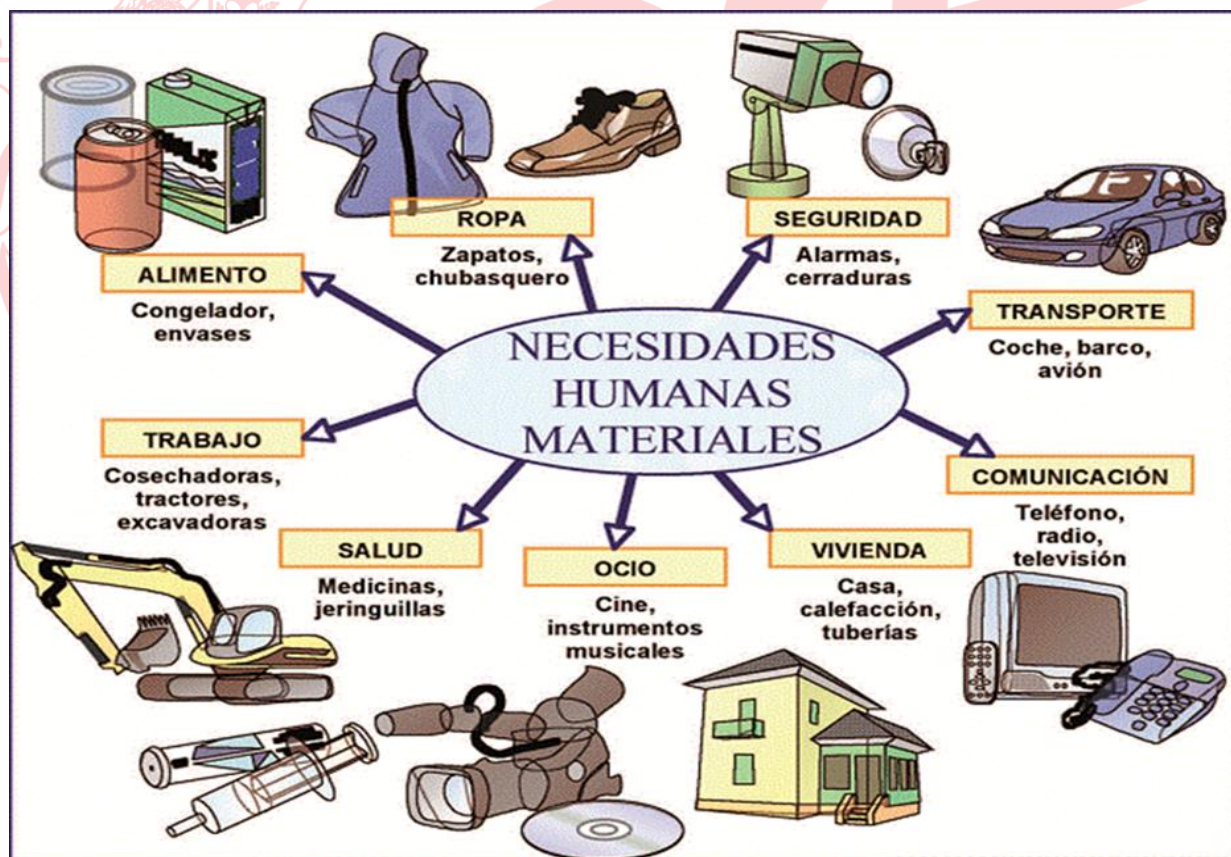 NECESIDADES
HUMANAS
MATERIALES
ALIMENTO
Congelador,
envases
ROPA
Zapatos,
chubasquero
SEGURIDAD
Alarmas,
cerraduras
TRANSPORTE
Coche, barco,
avión
COMUNICACIÓN
Teléfono,
radio,
televisión
VIVIENDA
Casa,
calefacción,
tuberías
OCIO
Cine,
instrumentos
musicales
SALUD
Medicinas,
jeringuillas
TRABAJO
Cosechadoras,
tractores,
excavadoras